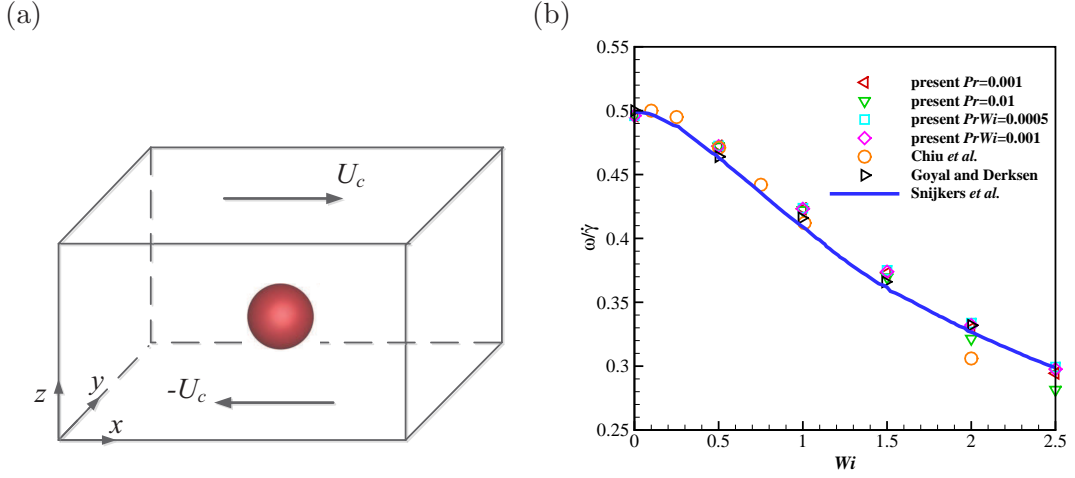 (a)
(b)
U_c
-U_c
z
y
x
0.55
0.5
0.45
0.4
0.35
0.3
0.25
ω/γ̇
present Pr=0.001
present Pr=0.01
present PrWi=0.0005
present PrWi=0.001
Chiu et al.
Goyal and Derksen
Snijkers et al.
0
0.5
1
1.5
2
2.5
Wi